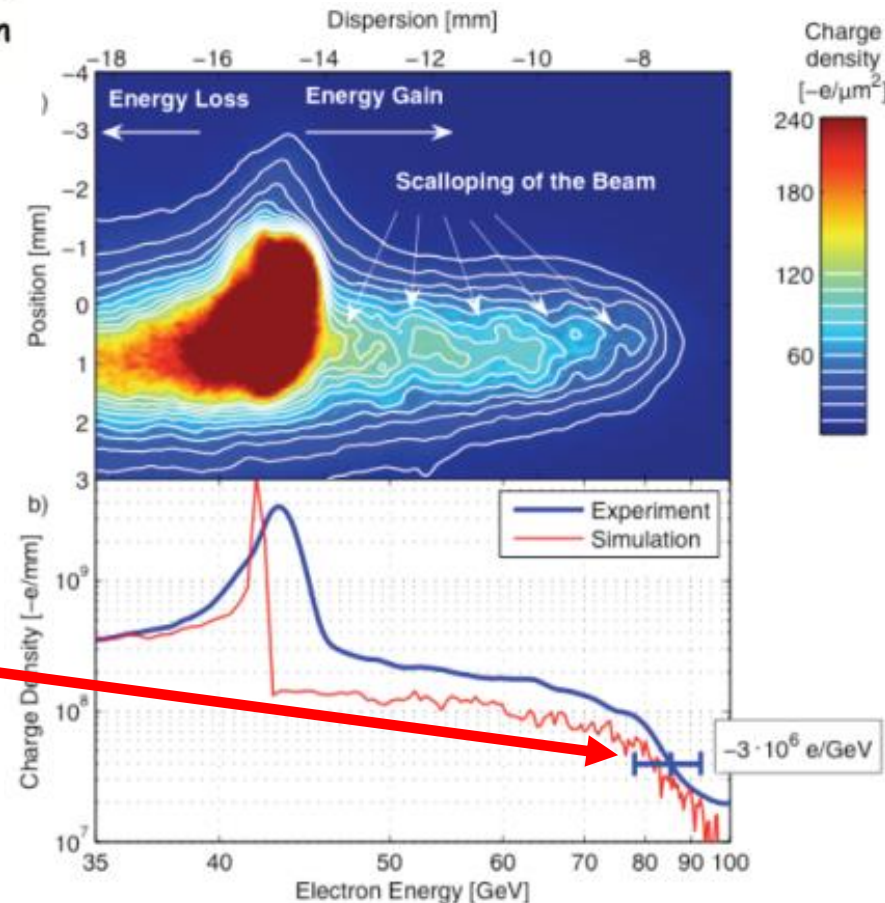 Dispersion [mm]
-18 -16 -14 -12 -10 -8
Charge
density
[-e/μm²]
-4
-3
-2
-1
0
1
2
3
Position [mm]
Energy Loss
Energy Gain
Scalloping of the Beam
240
180
120
60
b)
Experiment
Simulation
10⁹
10⁸
10⁷
Charge Density [-e/mm]
-3·10⁶ e/GeV
35 40 50 60 70 80 90 100
Electron Energy [GeV]